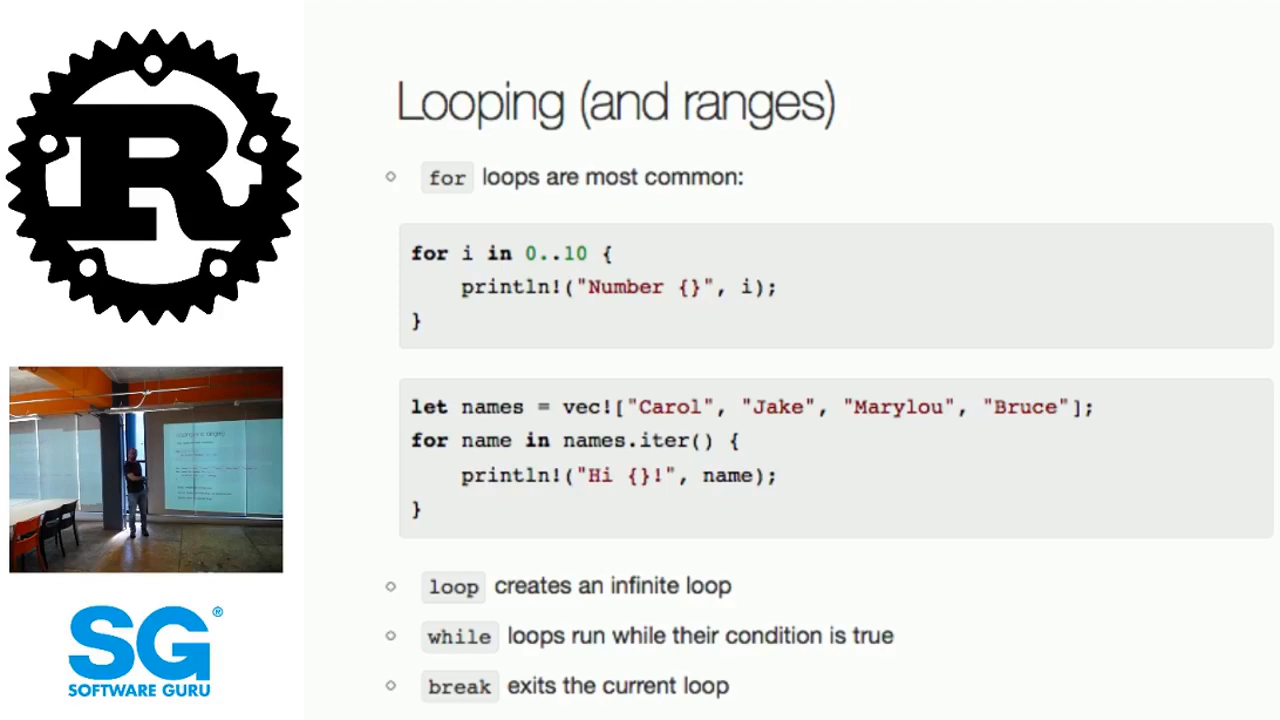 R
Looping (and ranges)
for loops are most common:
for i in 0..10 {
    println!("Number {}", i);
}
let names = vec!["Carol", "Jake", "Marylou", "Bruce"];
for name in names.iter() {
    println!("Hi {}!", name);
}
loop creates an infinite loop
while loops run while their condition is true
break exits the current loop
SG®
SOFTWARE GURU